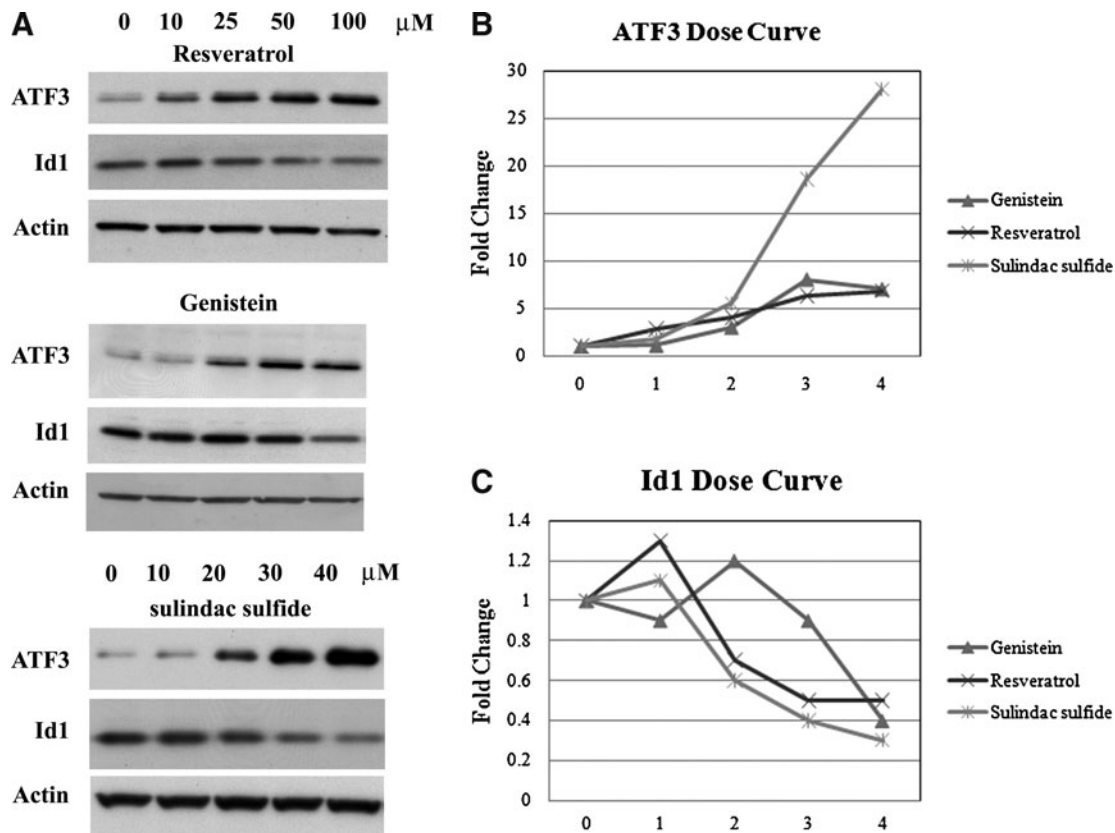 A
0 10 25 50 100 μM
Resveratrol
ATF3
Id1
Actin
Genistein
ATF3
Id1
Actin
0 10 20 30 40 μM
sulindac sulfide
ATF3
Id1
Actin
B
ATF3 Dose Curve
30
25
20
15
10
5
0
Fold Change
0 1 2 3 4
Genistein
Resveratrol
Sulindac sulfide
C
Id1 Dose Curve
1.4
1.2
1
0.8
0.6
0.4
0.2
0
Fold Change
0 1 2 3 4
Genistein
Resveratrol
Sulindac sulfide